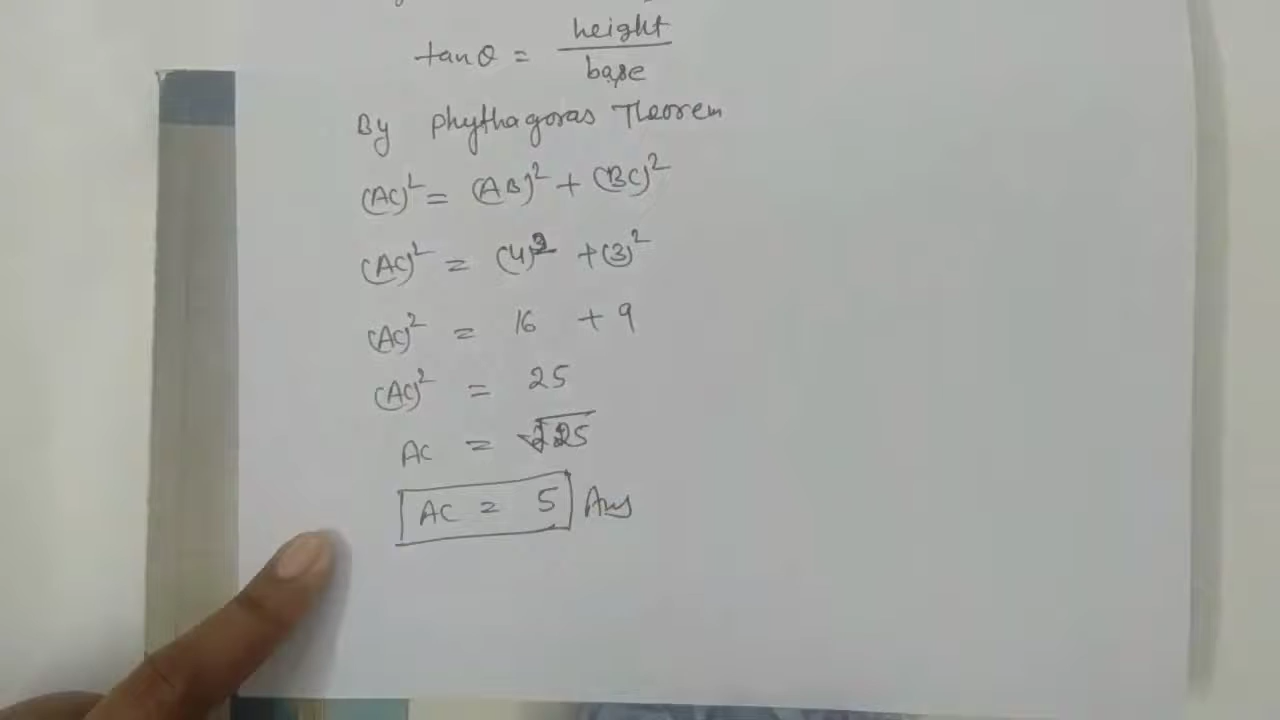 tanθ = height / base
By phythagoras Theorem
(AC)² = (AB)² + (BC)²
(AC)² = (4)² + (3)²
(AC)² = 16 + 9
(AC)² = 25
AC = √25
AC = 5 Ans